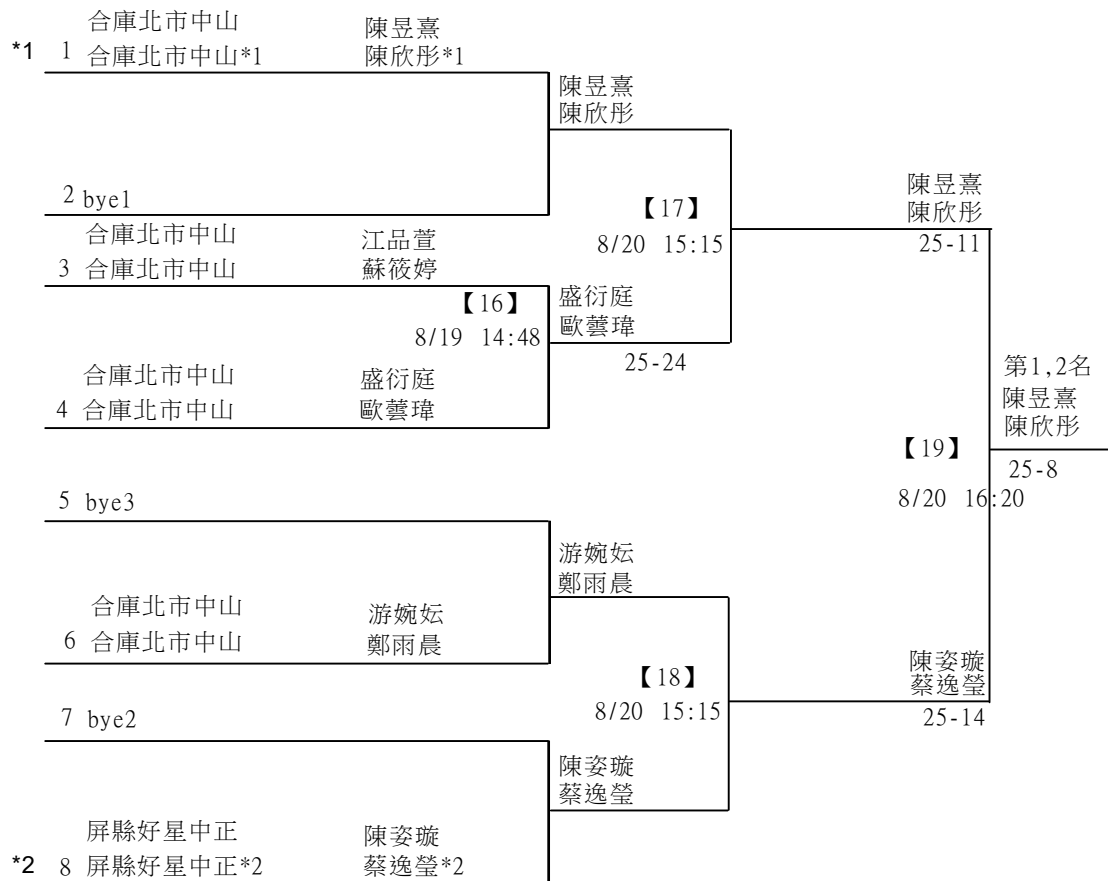 合庫北市中山 陳昱熹
*1 1 合庫北市中山*1 陳欣彤*1
陳昱熹
陳欣彤
2 bye1
【17】
8/20 15:15
陳昱熹
陳欣彤
25-11
合庫北市中山 江品萱
3 合庫北市中山 蘇筱婷
【16】
8/19 14:48
盛衍庭
歐蕓瑋
25-24
合庫北市中山 盛衍庭
4 合庫北市中山 歐蕓瑋
第1,2名
陳昱熹
陳欣彤
【19】
25-8
8/20 16:20
5 bye3
游婉妘
鄭雨晨
合庫北市中山 游婉妘
6 合庫北市中山 鄭雨晨
【18】
8/20 15:15
陳姿璇
蔡逸瑩
25-14
7 bye2
陳姿璇
蔡逸瑩
屏縣好星中正 陳姿璇
*2 8 屏縣好星中正*2 蔡逸瑩*2